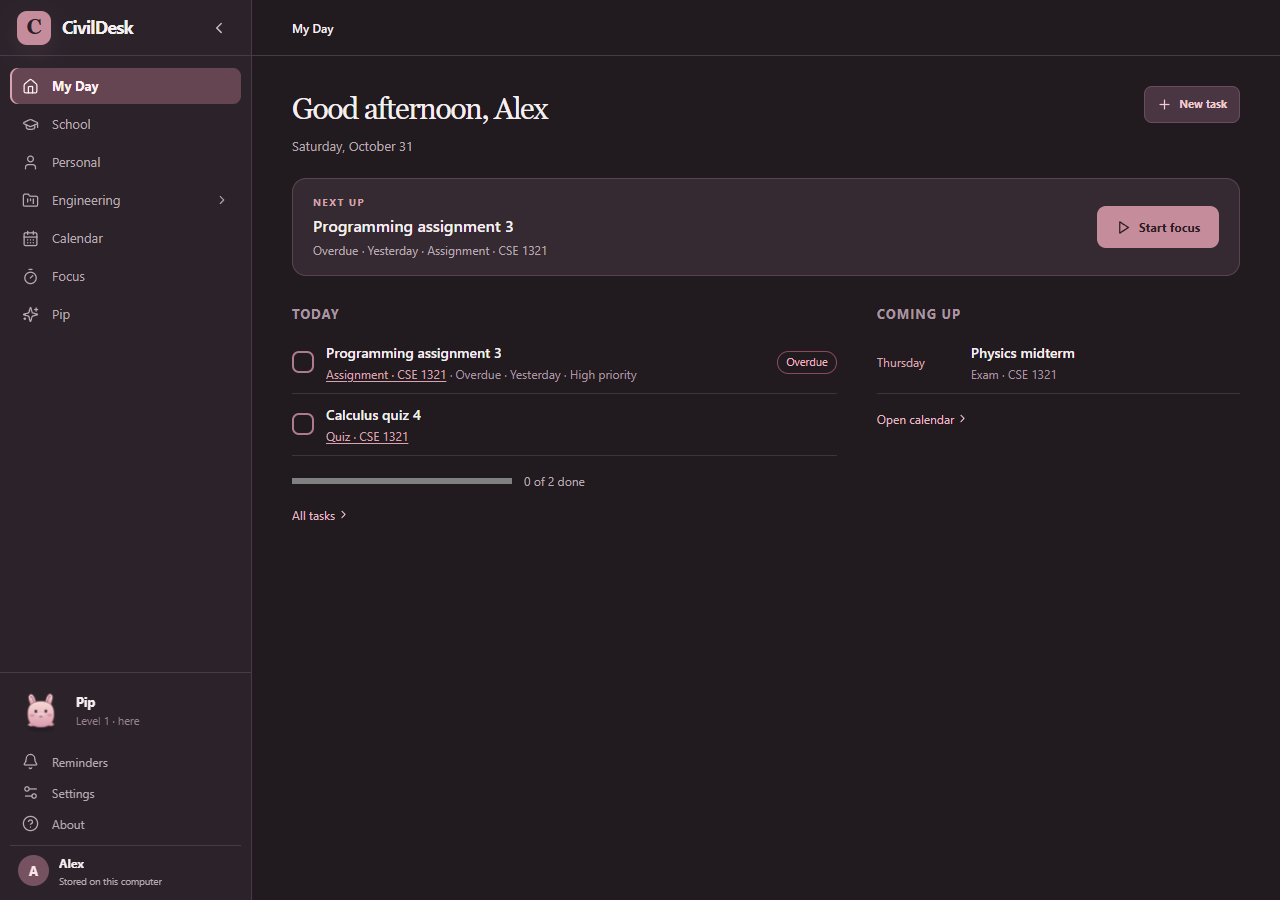 C CivilDesk
My Day
School
Personal
Engineering
Calendar
Focus
Pip
Pip
Level 1 · here
Reminders
Settings
About
A
Alex
Stored on this computer
My Day
Good afternoon, Alex
Saturday, October 31
New task
NEXT UP
Programming assignment 3
Overdue · Yesterday · Assignment · CSE 1321
Start focus
TODAY
Programming assignment 3
Assignment · CSE 1321 · Overdue · Yesterday · High priority
Overdue
Calculus quiz 4
Quiz · CSE 1321
0 of 2 done
All tasks
COMING UP
Thursday
Physics midterm
Exam · CSE 1321
Open calendar